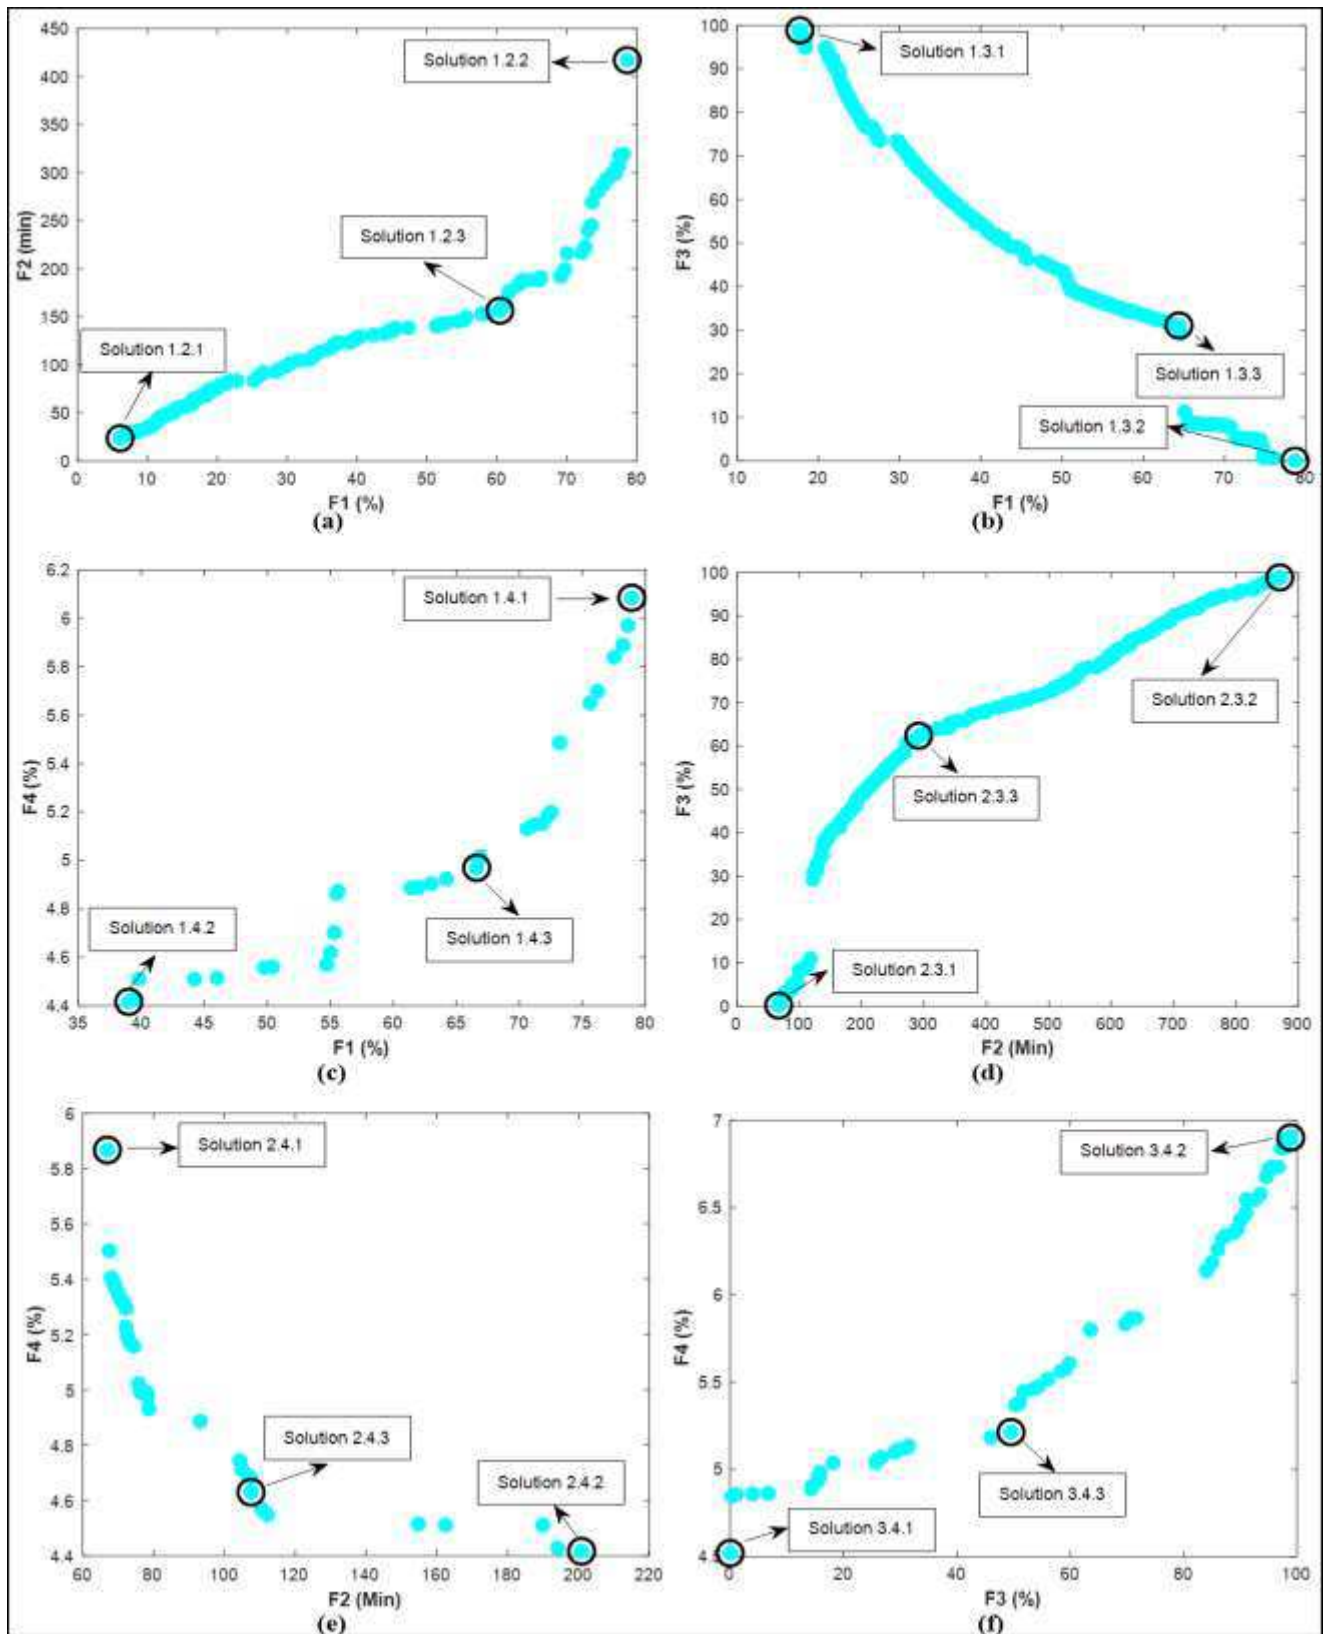 450
400
350
300
250
200
150
100
50
0
F2 (min)
Solution 1.2.2
Solution 1.2.3
Solution 1.2.1
0 10 20 30 40 50 60 70 80
F1 (%)
(a)
100
90
80
70
60
50
40
30
20
10
0
F3 (%)
Solution 1.3.1
Solution 1.3.3
Solution 1.3.2
10 20 30 40 50 60 70 80
F1 (%)
(b)
6.2
6
5.8
5.6
5.4
5.2
5
4.8
4.6
4.4
F4 (%)
Solution 1.4.1
Solution 1.4.3
Solution 1.4.2
35 40 45 50 55 60 65 70 75 80
F1 (%)
(c)
100
90
80
70
60
50
40
30
20
10
0
F3 (%)
Solution 2.3.2
Solution 2.3.3
Solution 2.3.1
0 100 200 300 400 500 600 700 800 900
F2 (Min)
(d)
6
5.8
5.6
5.4
5.2
5
4.8
4.6
4.4
F4 (%)
Solution 2.4.1
Solution 2.4.3
Solution 2.4.2
60 80 100 120 140 160 180 200 220
F2 (Min)
(e)
7
6.5
6
5.5
5
4.5
F4 (%)
Solution 3.4.2
Solution 3.4.3
Solution 3.4.1
0 20 40 60 80 100
F3 (%)
(f)